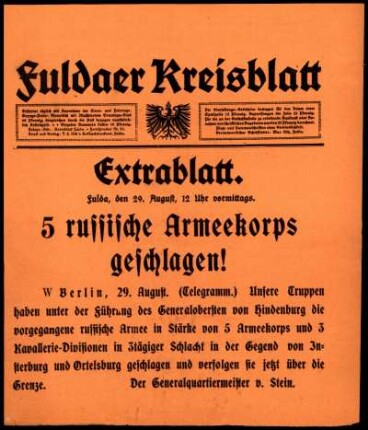 Fuldaer Kreisblatt
Extrablatt.
Fulda, den 29. August, 12 Uhr vormittags.
5 russische Armeekorps
geschlagen!
W Berlin, 29. August. (Telegramm.) Unsere Truppen
haben unter der Führung des Generalobersten von Hindenburg die
vorgegangene russische Armee in Stärke von 5 Armeekorps und 3
Kavallerie-Divisionen in 3tägiger Schlacht in der Gegend von In-
sterburg und Ortelsburg geschlagen und verfolgen sie jetzt über die
Grenze. Der Generalquartiermeister v. Stein.